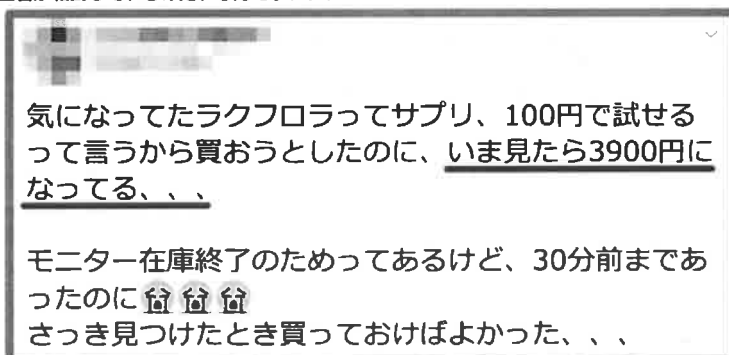 気になってたラクフロラってサプリ、100円で試せる
って言うから買おうとしたのに、いま見たら3900円に
なってる、、、
モニター在庫終了のためってあるけど、30分前まであ
ったのに😭😭😭
さっき見つけたとき買っておけばよかった、、、